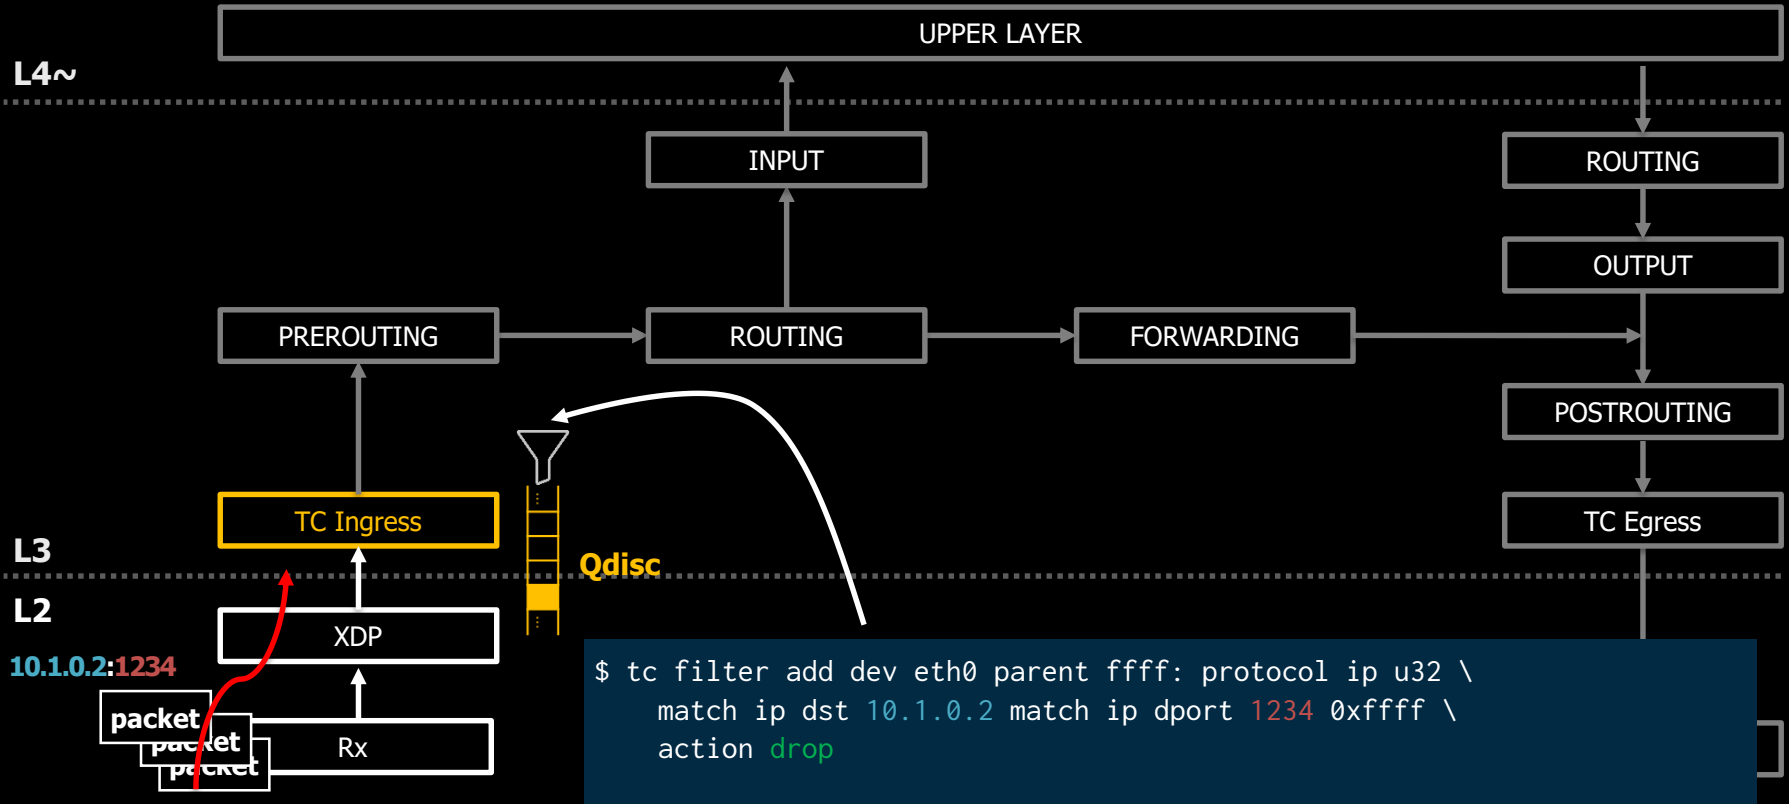 UPPER LAYER
L4~
INPUT
ROUTING
OUTPUT
PREROUTING
ROUTING
FORWARDING
POSTROUTING
TC Ingress
TC Egress
L3
Qdisc
L2
XDP
10.1.0.2:1234
packet
packet
packet
Rx
$ tc filter add dev eth0 parent ffff: protocol ip u32 \
match ip dst 10.1.0.2 match ip dport 1234 0xffff \
action drop